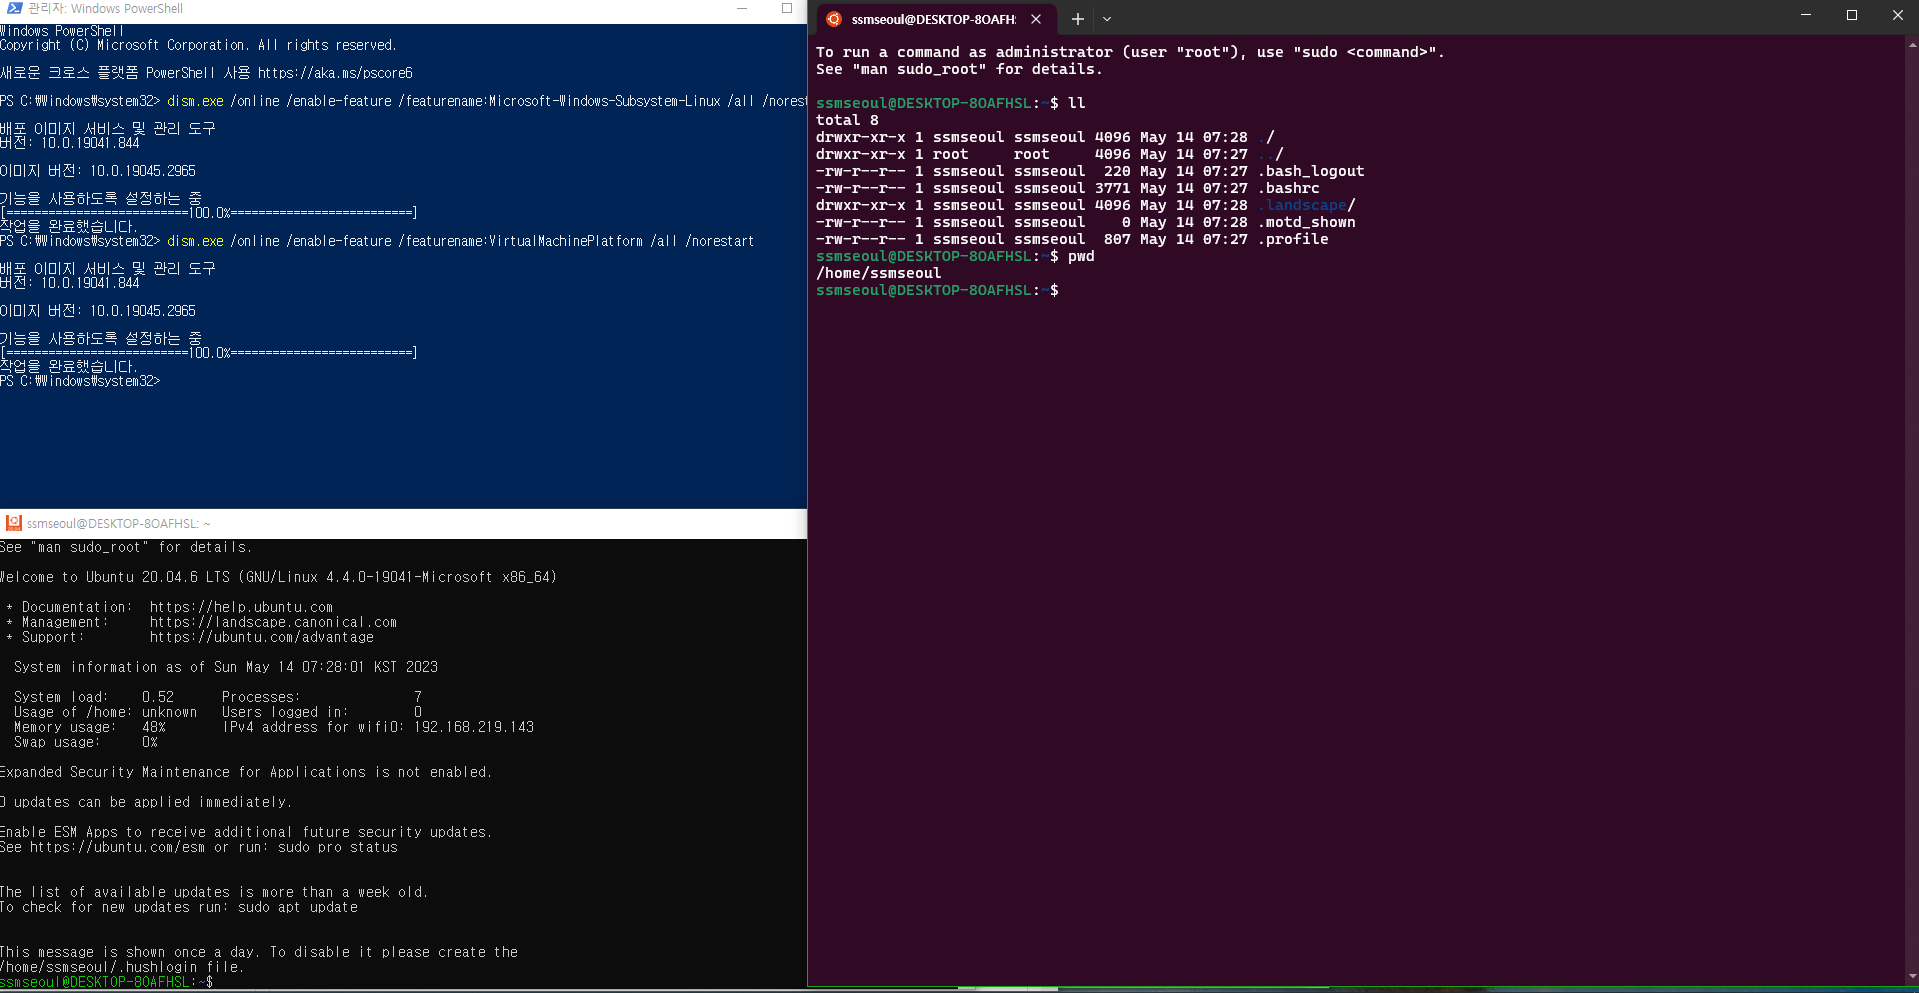 관리자: Windows PowerShell
Windows PowerShell
Copyright (C) Microsoft Corporation. All rights reserved.
새로운 크로스 플랫폼 PowerShell 사용 https://aka.ms/pscore6
PS C:₩Windows₩system32> dism.exe /online /enable-feature /featurename:Microsoft-Windows-Subsystem-Linux /all /norest
배포 이미지 서비스 및 관리 도구
버전: 10.0.19041.844
이미지 버전: 10.0.19045.2965
기능을 사용하도록 설정하는 중
[==========================100.0%==========================]
작업을 완료했습니다.
PS C:₩Windows₩system32> dism.exe /online /enable-feature /featurename:VirtualMachinePlatform /all /norestart
배포 이미지 서비스 및 관리 도구
버전: 10.0.19041.844
이미지 버전: 10.0.19045.2965
기능을 사용하도록 설정하는 중
[==========================100.0%==========================]
작업을 완료했습니다.
PS C:₩Windows₩system32>
ssmseoul@DESKTOP-8OAFHSL: ~
See "man sudo_root" for details.
Welcome to Ubuntu 20.04.6 LTS (GNU/Linux 4.4.0-19041-Microsoft x86_64)
* Documentation:  https://help.ubuntu.com
* Management:     https://landscape.canonical.com
* Support:        https://ubuntu.com/advantage
System information as of Sun May 14 07:28:01 KST 2023
System load:    0.52      Processes:              7
Usage of /home: unknown   Users logged in:        0
Memory usage:   48%       IPv4 address for wifi0: 192.168.219.143
Swap usage:     0%
Expanded Security Maintenance for Applications is not enabled.
0 updates can be applied immediately.
Enable ESM Apps to receive additional future security updates.
See https://ubuntu.com/esm or run: sudo pro status
The list of available updates is more than a week old.
To check for new updates run: sudo apt update
This message is shown once a day. To disable it please create the
/home/ssmseoul/.hushlogin file.
ssmseoul@DESKTOP-8OAFHSL:~$
ssmseoul@DESKTOP-8OAFHS
To run a command as administrator (user "root"), use "sudo <command>".
See "man sudo_root" for details.
ssmseoul@DESKTOP-8OAFHSL:~$ ll
total 8
drwxr-xr-x 1 ssmseoul ssmseoul 4096 May 14 07:28 ./
drwxr-xr-x 1 root     root     4096 May 14 07:27 ../
-rw-r--r-- 1 ssmseoul ssmseoul  220 May 14 07:27 .bash_logout
-rw-r--r-- 1 ssmseoul ssmseoul 3771 May 14 07:27 .bashrc
drwxr-xr-x 1 ssmseoul ssmseoul 4096 May 14 07:28 .landscape/
-rw-r--r-- 1 ssmseoul ssmseoul    0 May 14 07:28 .motd_shown
-rw-r--r-- 1 ssmseoul ssmseoul  807 May 14 07:27 .profile
ssmseoul@DESKTOP-8OAFHSL:~$ pwd
/home/ssmseoul
ssmseoul@DESKTOP-8OAFHSL:~$